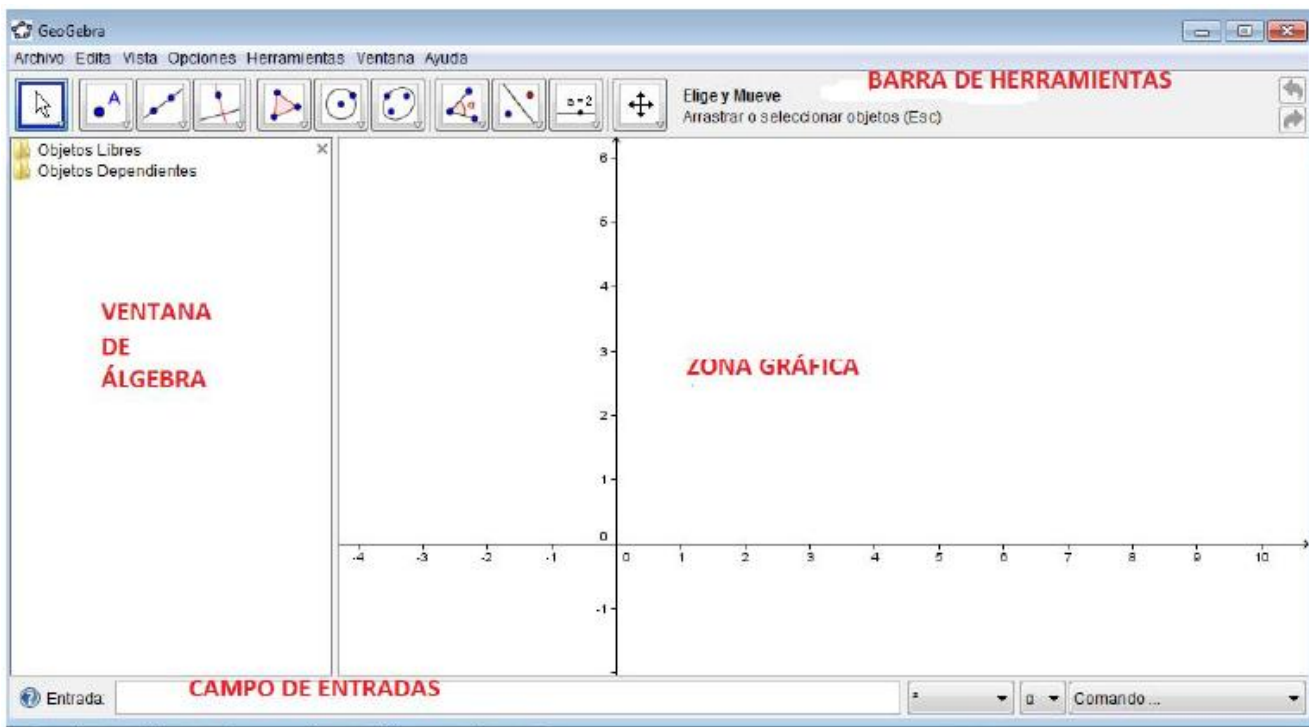 GeoGebra
Archivo Edita Vista Opciones Herramientas Ventana Ayuda
BARRA DE HERRAMIENTAS
A
α
a=2
Elige y Mueve
Arrastrar o seleccionar objetos (Esc)
Objetos Libres
Objetos Dependientes
VENTANA
DE
ÁLGEBRA
ZONA GRÁFICA
6
5
4
3
2
1
0
-4 -3 -2 -1 0 1 2 3 4 5 6 7 8 9 10
-1
CAMPO DE ENTRADAS
Entrada:
² α Comando ...